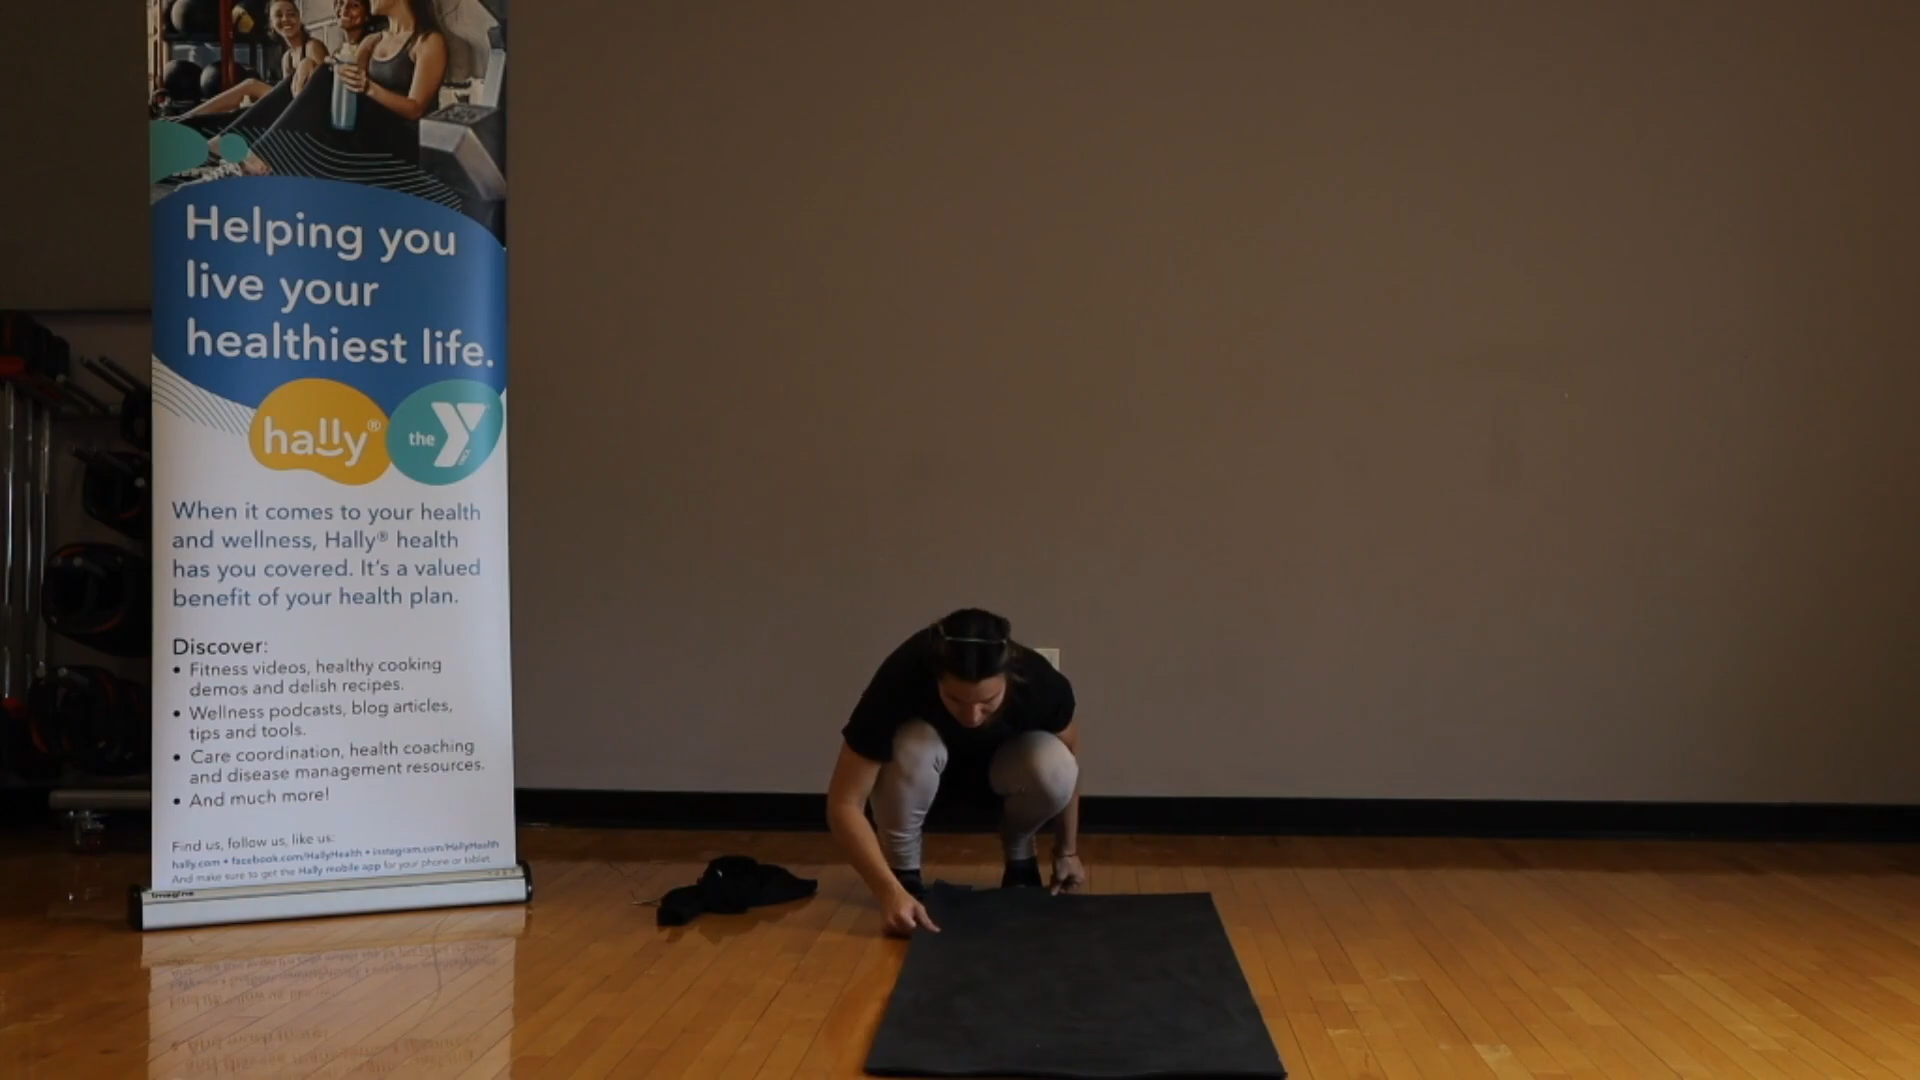 Helping you
live your
healthiest life.
hally®
the Y
YMCA
When it comes to your health
and wellness, Hally® health
has you covered. It's a valued
benefit of your health plan.
Discover:
• Fitness videos, healthy cooking
demos and delish recipes.
• Wellness podcasts, blog articles,
tips and tools.
• Care coordination, health coaching
and disease management resources.
• And much more!
Find us, follow us, like us:
hally.com • facebook.com/HallyHealth • instagram.com/HallyHealth
And make sure to get the Hally mobile app for your phone or tablet
imagine